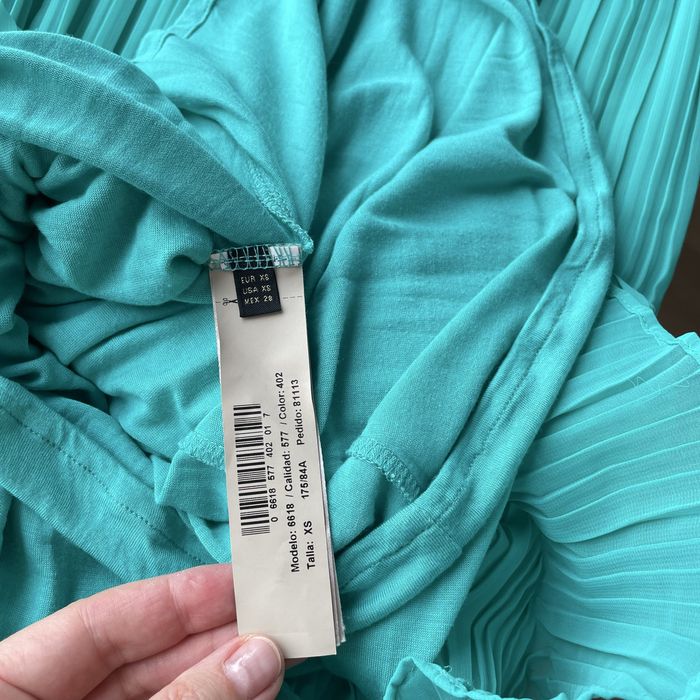 EUR XS
USA XS
MEX 28
0 6618 577 402 01 7
Modelo: 6618 / Calidad: 577 / Color: 402
Talla: XS 175/84A Pedido: 81113